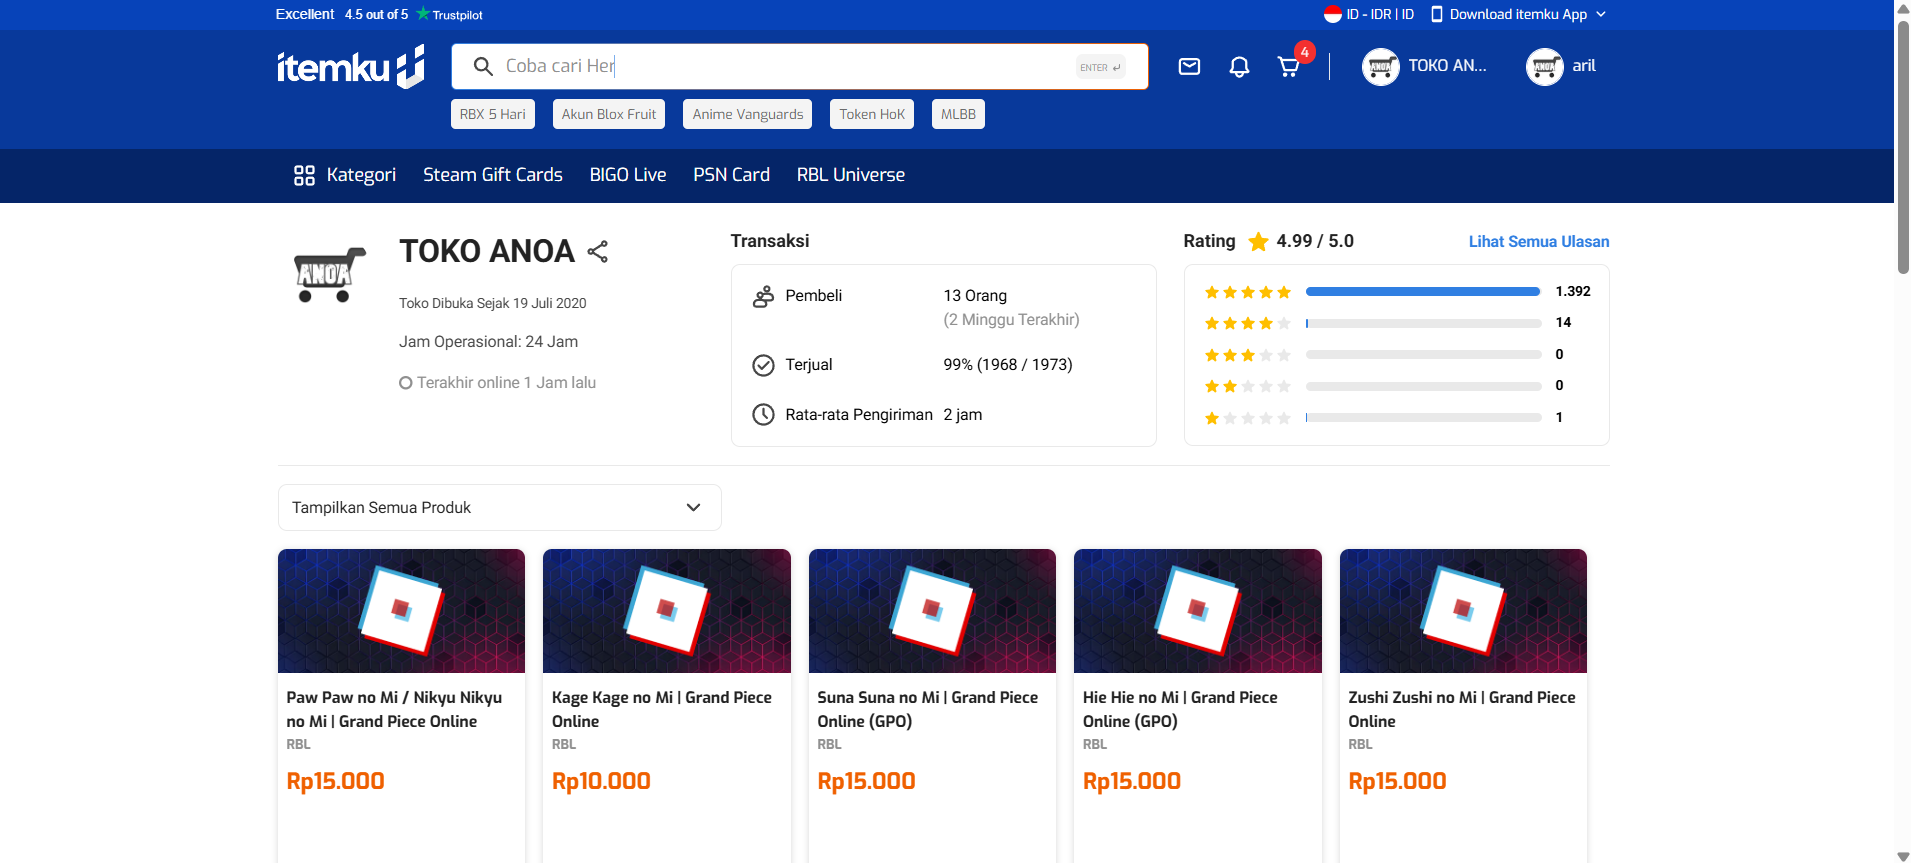 Excellent 4.5 out of 5 Trustpilot
ID - IDR | ID Download itemku App
itemku
Coba cari Her
ENTER
4
TOKO AN...
aril
RBX 5 Hari Akun Blox Fruit Anime Vanguards Token HoK MLBB
Kategori Steam Gift Cards BIGO Live PSN Card RBL Universe
ANOA
TOKO ANOA
Toko Dibuka Sejak 19 Juli 2020
Jam Operasional: 24 Jam
Terakhir online 1 Jam lalu
Transaksi
Pembeli 13 Orang
(2 Minggu Terakhir)
Terjual 99% (1968 / 1973)
Rata-rata Pengiriman 2 jam
Rating 4.99 / 5.0 Lihat Semua Ulasan
1.392
14
0
0
1
Tampilkan Semua Produk
Paw Paw no Mi / Nikyu Nikyu
no Mi | Grand Piece Online
RBL
Rp15.000
Kage Kage no Mi | Grand Piece
Online
RBL
Rp10.000
Suna Suna no Mi | Grand Piece
Online (GPO)
RBL
Rp15.000
Hie Hie no Mi | Grand Piece
Online (GPO)
RBL
Rp15.000
Zushi Zushi no Mi | Grand Piece
Online
RBL
Rp15.000